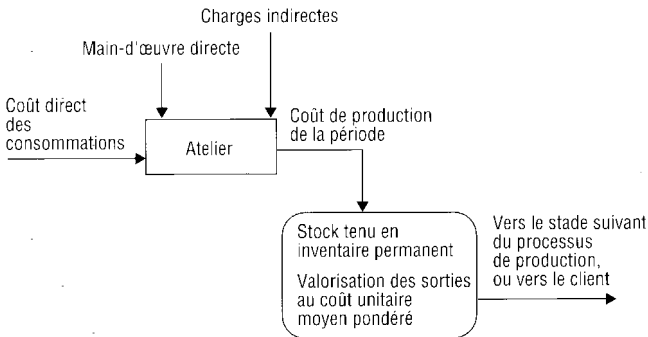 Charges indirectes
Main-d'œuvre directe
Coût direct
des
consommations
Atelier
Coût de production
de la période
Stock tenu en
inventaire permanent
Valorisation des sorties
au coût unitaire
moyen pondéré
Vers le stade suivant
du processus
de production,
ou vers le client